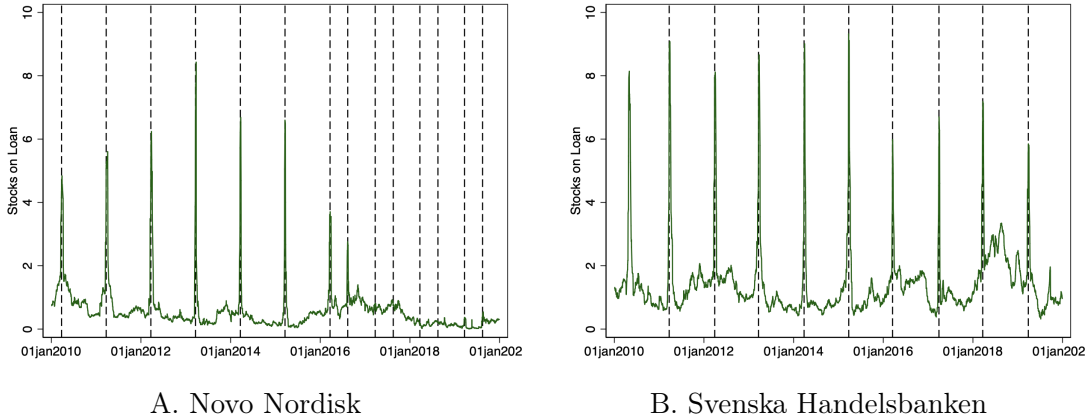 10
8
6
4
2
0
Stocks on Loan
01jan2010 01jan2012 01jan2014 01jan2016 01jan2018 01jan202
A. Novo Nordisk
10
8
6
4
2
0
Stocks on Loan
01jan2010 01jan2012 01jan2014 01jan2016 01jan2018 01jan202
B. Svenska Handelsbanken